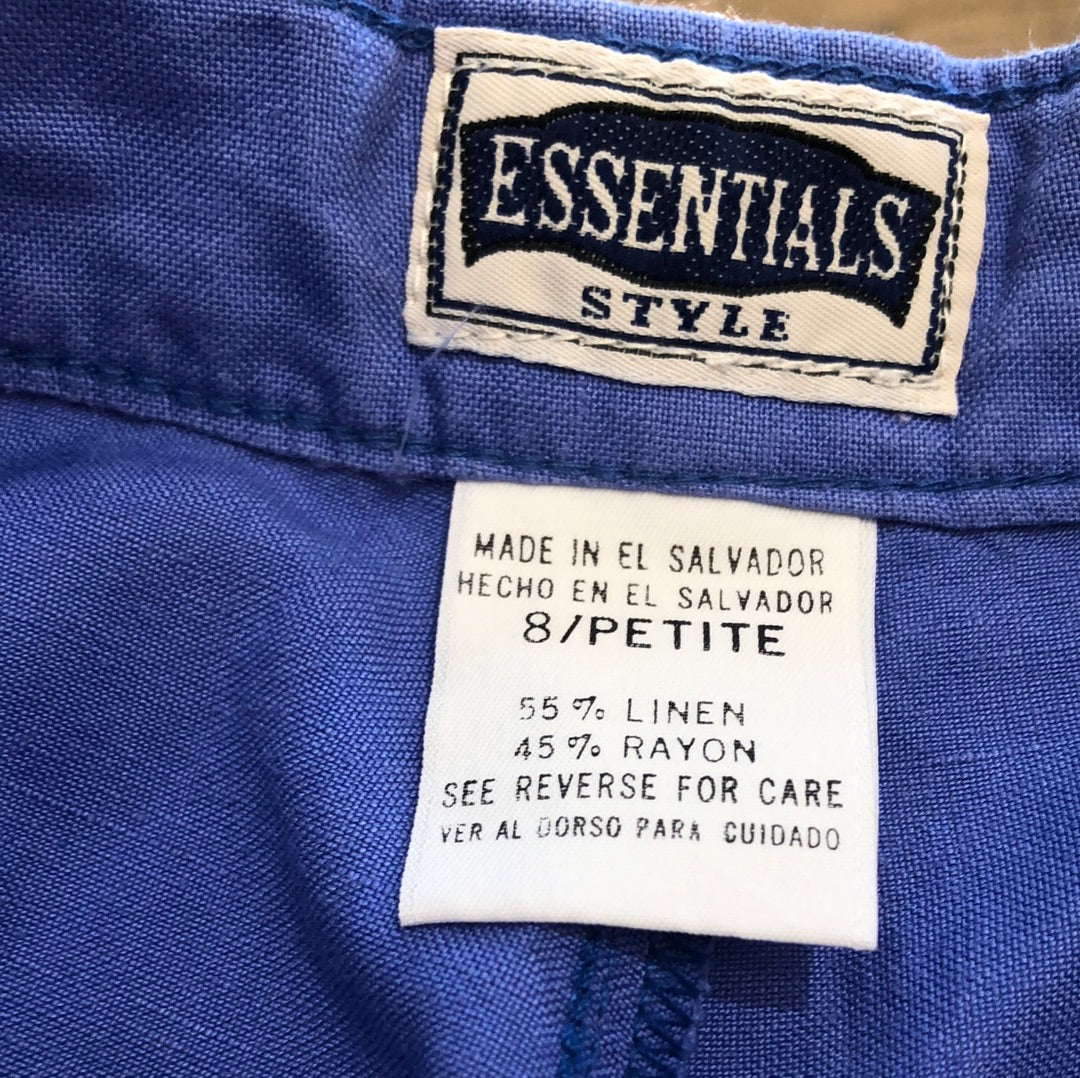 ESSENTIALS
STYLE
MADE IN EL SALVADOR
HECHO EN EL SALVADOR
8/PETITE
55% LINEN
45% RAYON
SEE REVERSE FOR CARE
VER AL DORSO PARA CUIDADO